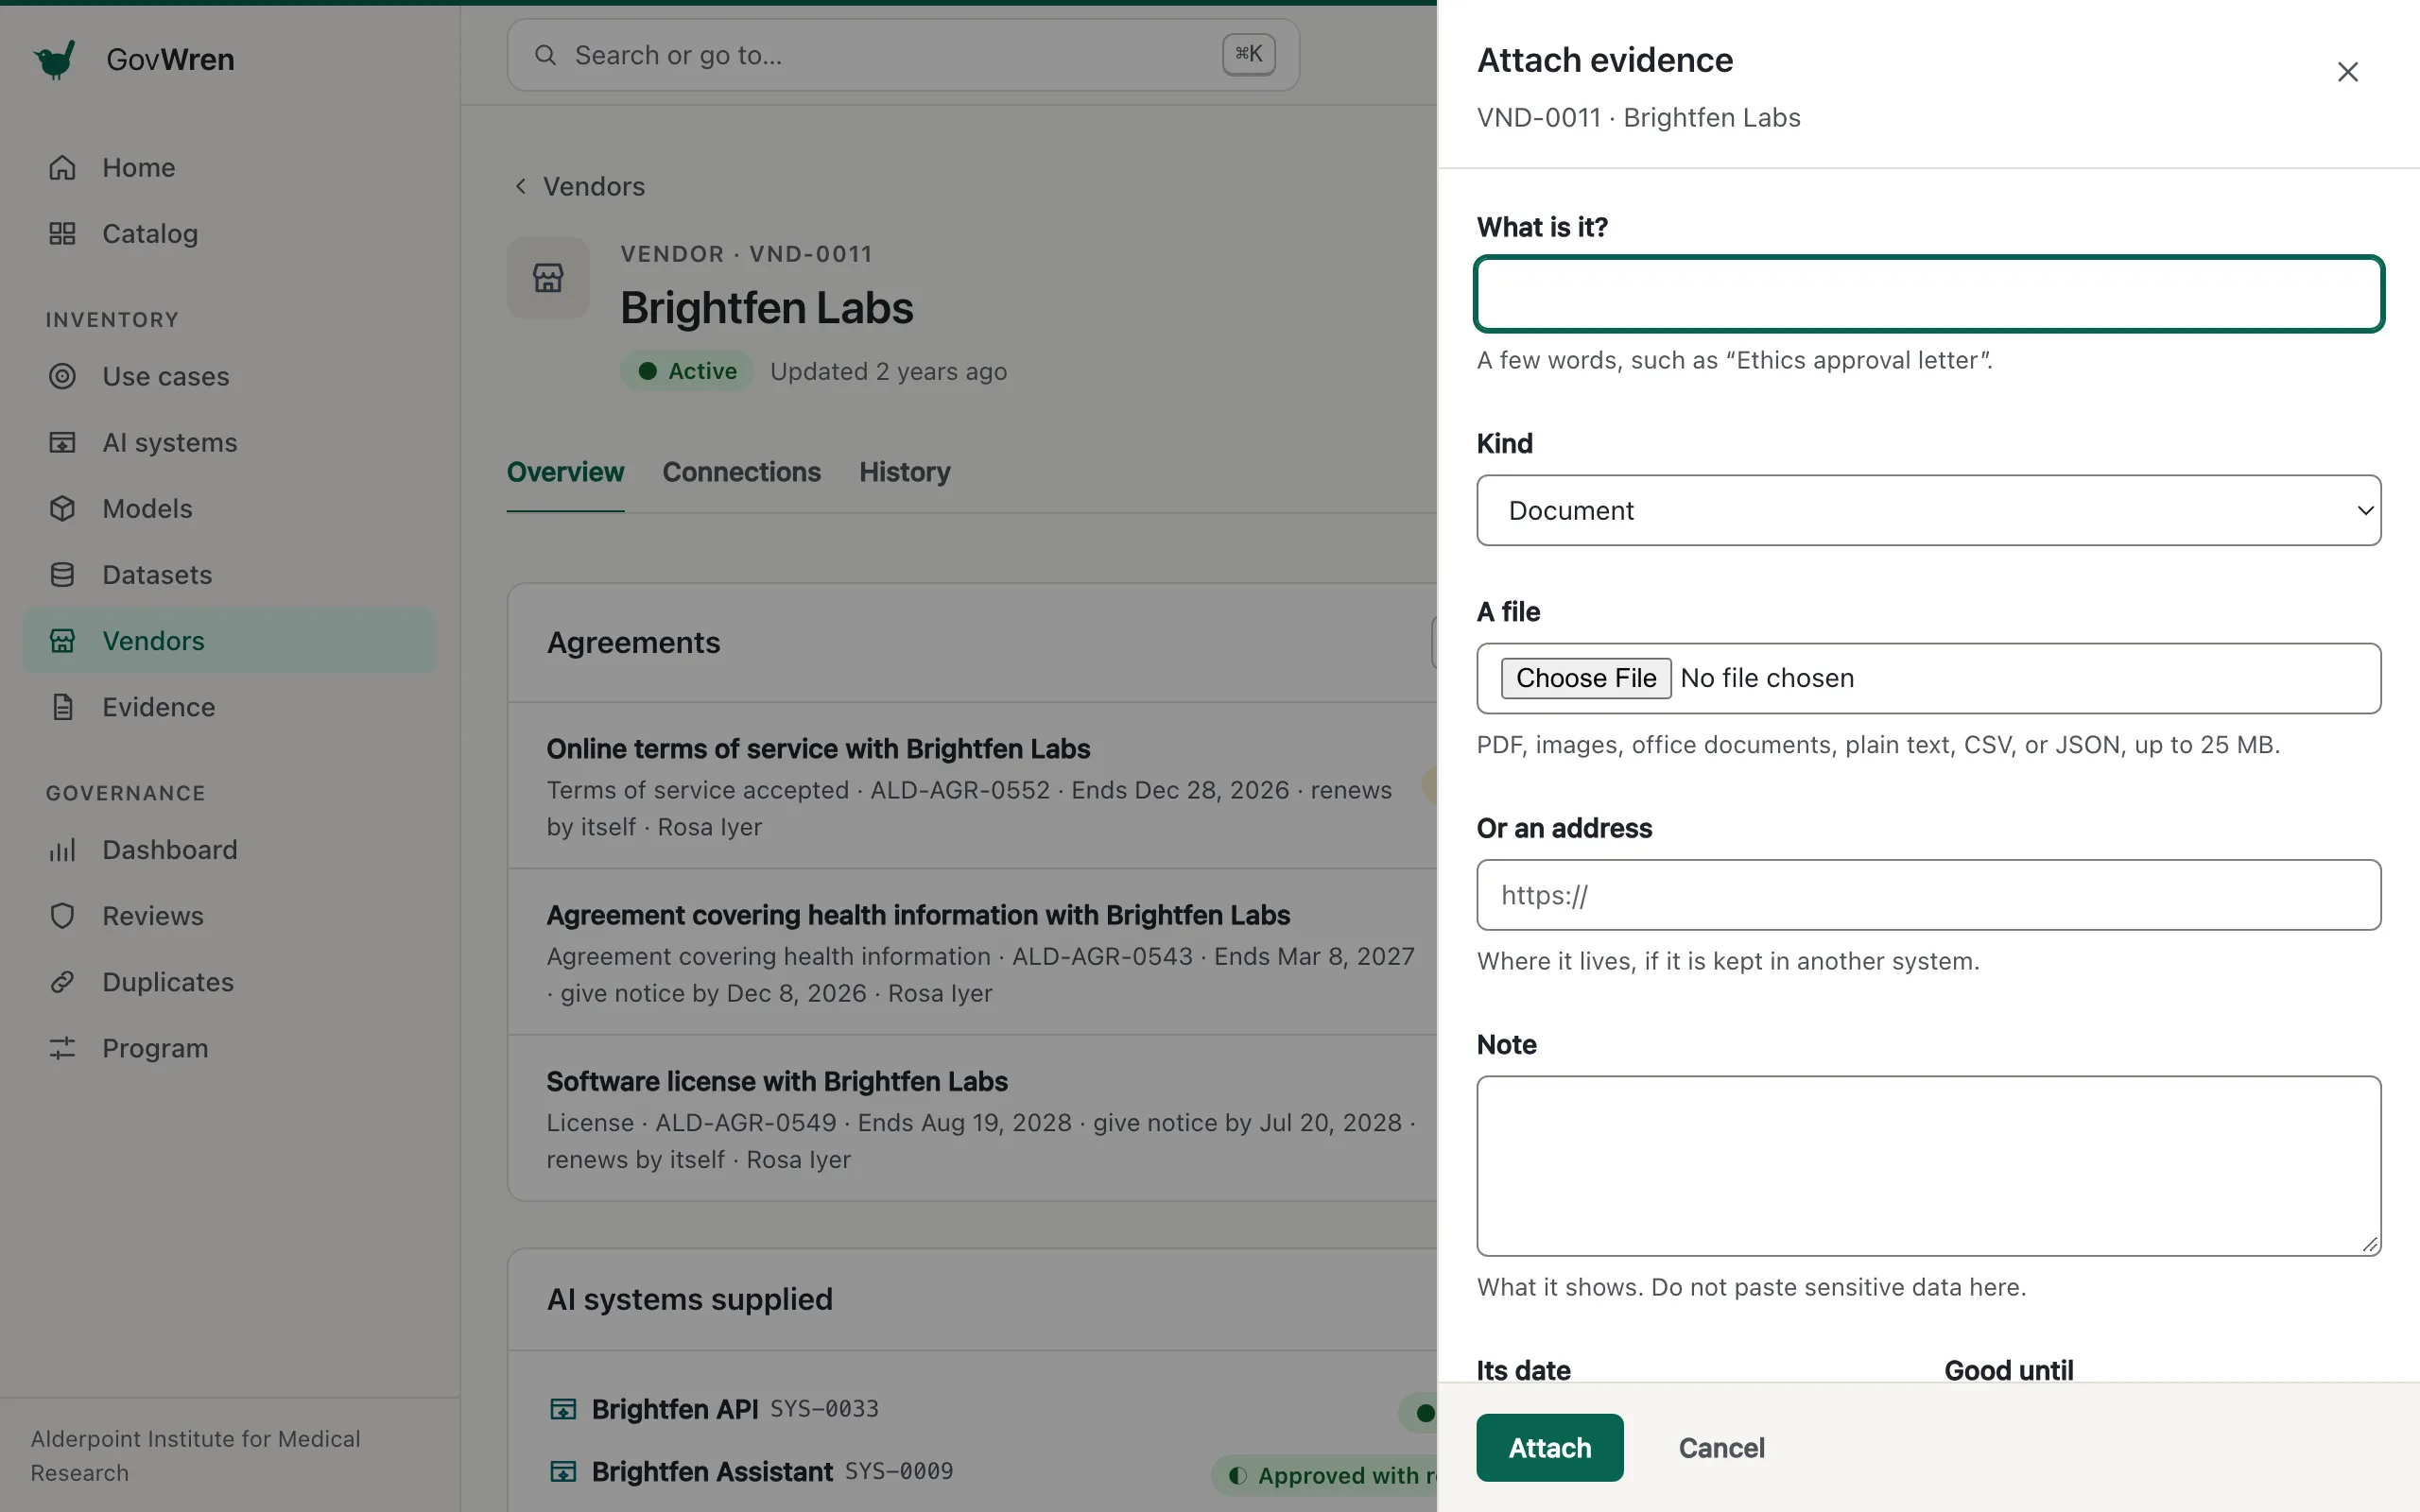 GovWren
Home
Catalog
INVENTORY
Use cases
AI systems
Models
Datasets
Vendors
Evidence
GOVERNANCE
Dashboard
Reviews
Duplicates
Program
Alderpoint Institute for Medical
Research
Search or go to...
⌘K
Vendors
VENDOR · VND-0011
Brightfen Labs
Active
Updated 2 years ago
Overview
Connections
History
Agreements
Online terms of service with Brightfen Labs
Terms of service accepted · ALD-AGR-0552 · Ends Dec 28, 2026 · renews
by itself · Rosa Iyer
Agreement covering health information with Brightfen Labs
Agreement covering health information · ALD-AGR-0543 · Ends Mar 8, 2027
· give notice by Dec 8, 2026 · Rosa Iyer
Software license with Brightfen Labs
License · ALD-AGR-0549 · Ends Aug 19, 2028 · give notice by Jul 20, 2028 ·
renews by itself · Rosa Iyer
AI systems supplied
Brightfen API SYS-0033
Brightfen Assistant SYS-0009
Approved with
Attach evidence
VND-0011 · Brightfen Labs
What is it?
A few words, such as “Ethics approval letter”.
Kind
Document
A file
Choose File No file chosen
PDF, images, office documents, plain text, CSV, or JSON, up to 25 MB.
Or an address
https://
Where it lives, if it is kept in another system.
Note
What it shows. Do not paste sensitive data here.
Its date
Good until
Attach
Cancel